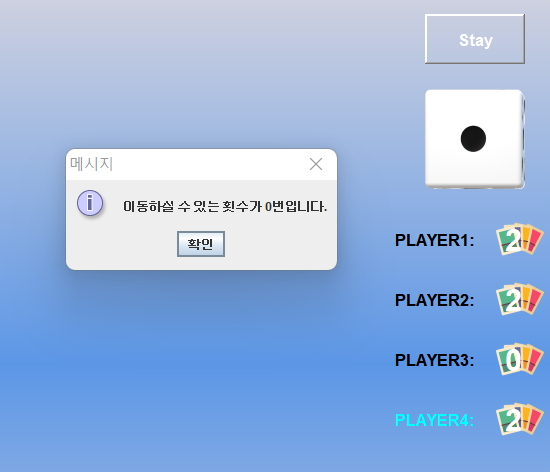 Stay
메시지
이동하실 수 있는 횟수가 0번입니다.
확인
PLAYER1: 2
PLAYER2: 2
PLAYER3: 0
PLAYER4: 2